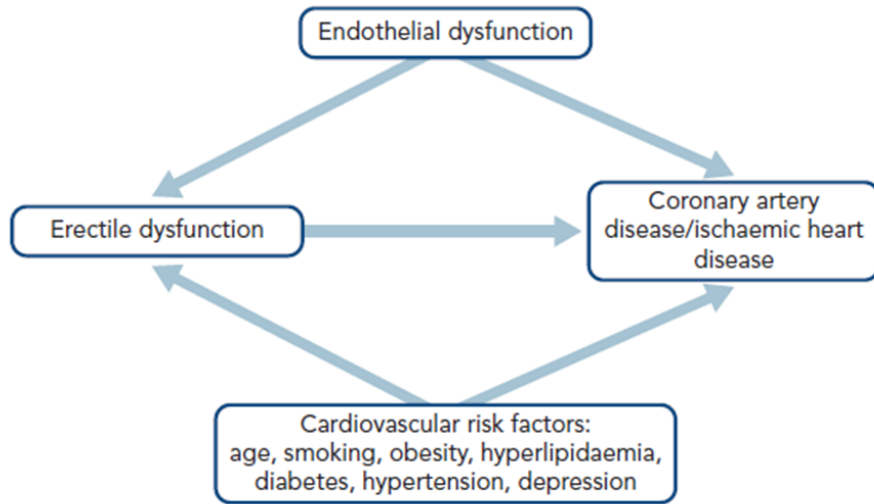 Endothelial dysfunction
Erectile dysfunction
Coronary artery
disease/ischaemic heart
disease
Cardiovascular risk factors:
age, smoking, obesity, hyperlipidaemia,
diabetes, hypertension, depression